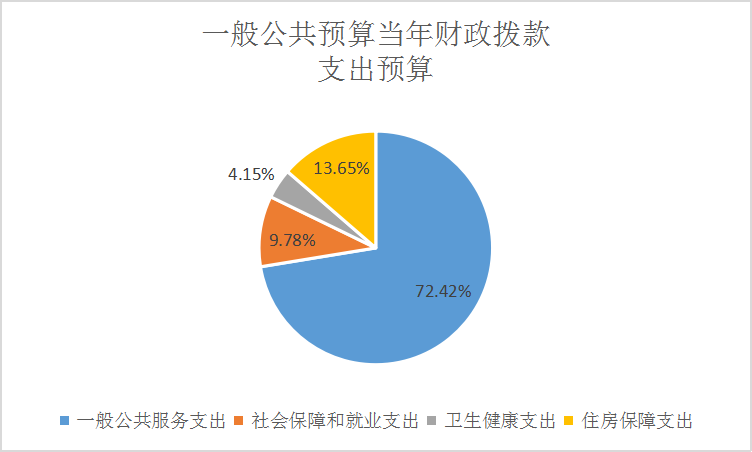 一般公共预算当年财政拨款
支出预算
13.65%
4.15%
9.78%
72.42%
一般公共服务支出 社会保障和就业支出 卫生健康支出 住房保障支出